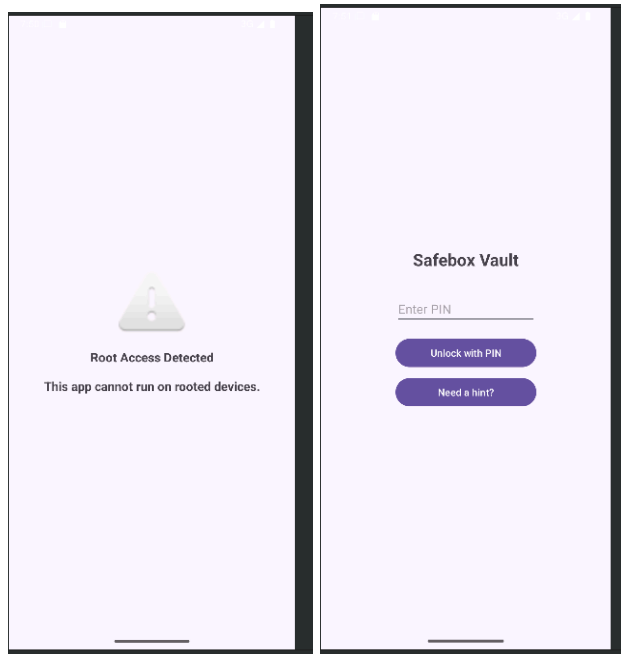 Root Access Detected
This app cannot run on rooted devices.
Safebox Vault
Enter PIN
Unlock with PIN
Need a hint?